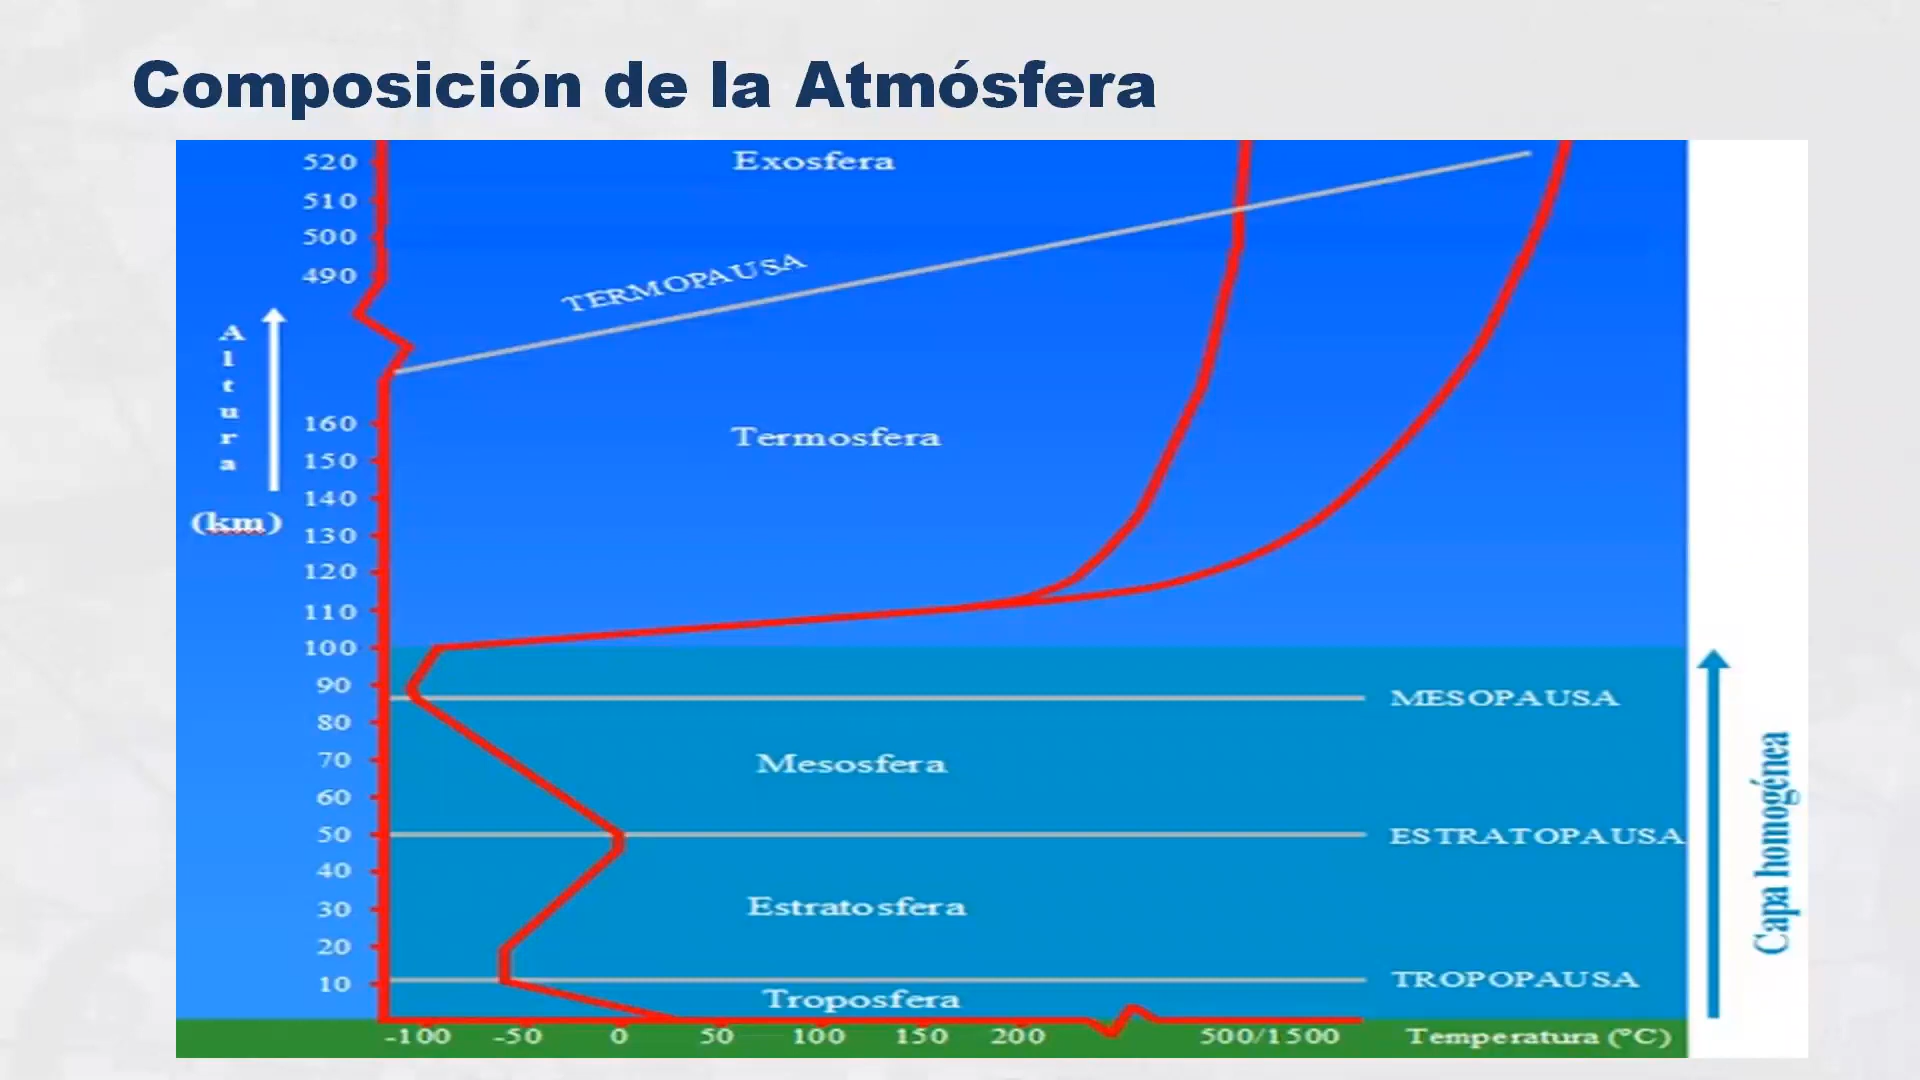 Composición de la Atmósfera
520
510
500
490
160
150
140
130
120
110
100
90
80
70
60
50
40
30
20
10
Altura
(km)
Exosfera
TERMOPAUSA
Termosfera
MESOPAUSA
Mesosfera
ESTRATOPAUSA
Estratosfera
TROPOPAUSA
Troposfera
-100 -50 0 50 100 150 200 500/1500 Temperatura (ºC)
Capa homogénea